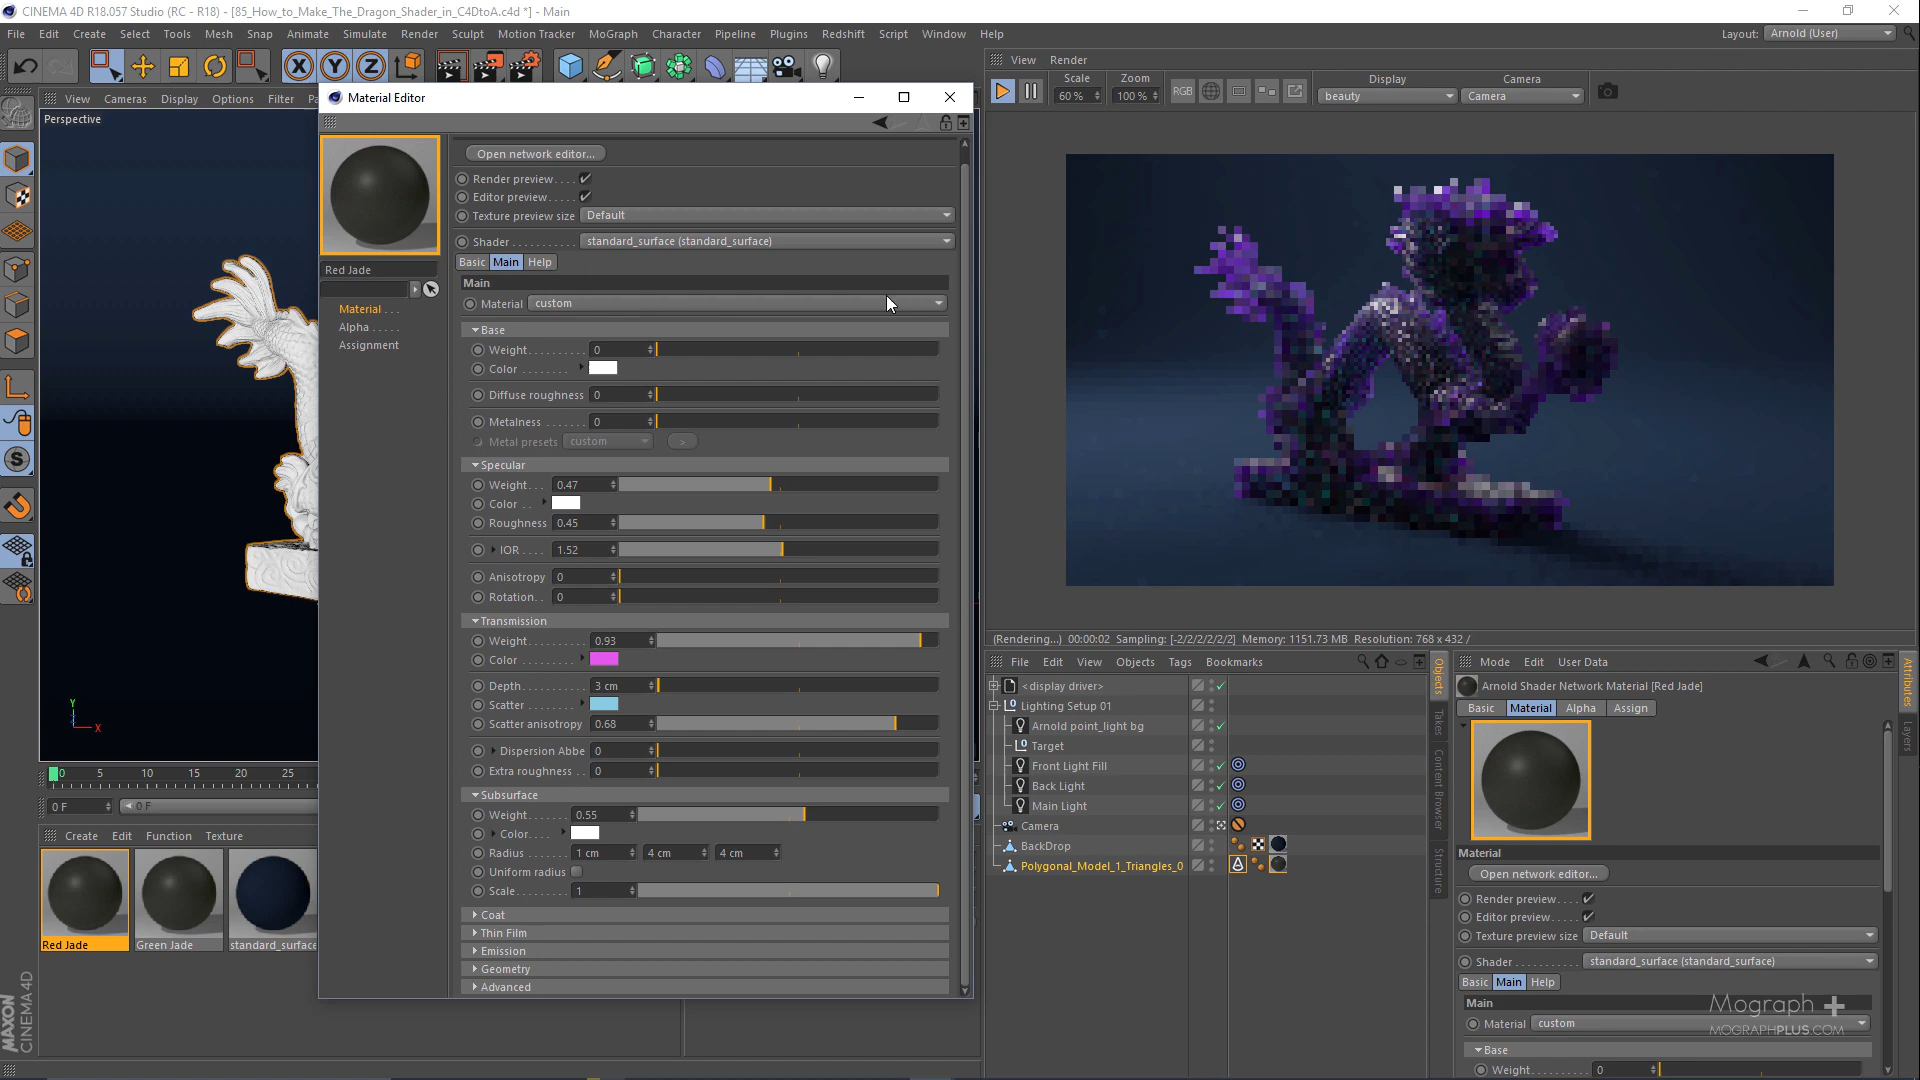 CINEMA 4D R18.057 Studio (RC - R18) - [85_How_to_Make_The_Dragon_Shader_in_C4DtoA.c4d *] - Main
File Edit Create Select Tools Mesh Snap Animate Simulate Render Sculpt Motion Tracker MoGraph Character Pipeline Plugins Redshift Script Window Help
Layout: Arnold (User)
View Cameras Display Options Filter Pa
Perspective
Y
X
Material Editor
Red Jade
Material . . .
Alpha . . . . .
Assignment
Open network editor...
Render preview. . . .
Editor preview. . . . .
Texture preview size Default
Shader . . . . . . . . . . . standard_surface (standard_surface)
Basic Main Help
Main
Material custom
Base
Weight. . . . . . . . . 0
Color . . . . . . . .
Diffuse roughness 0
Metalness . . . . . . . 0
Metal presets custom >
Specular
Weight. . . 0.47
Color . .
Roughness 0.45
IOR . . . . 1.52
Anisotropy 0
Rotation. . 0
Transmission
Weight. . . . . . . . . 0.93
Color . . . . . . . . .
Depth. . . . . . . . . . 3 cm
Scatter . . . . . . . .
Scatter anisotropy 0.68
Dispersion Abbe 0
Extra roughness . . 0
Subsurface
Weight. . . . . . . 0.55
Color. . . .
Radius . . . . . . . 1 cm 4 cm 4 cm
Uniform radius
Scale. . . . . . . . . 1
Coat
Thin Film
Emission
Geometry
Advanced
0 5 10 15 20 25
0 F 0 F
Create Edit Function Texture
Red Jade Green Jade standard_surface
MAXON CINEMA 4D
View Render
Scale Zoom Display Camera
60 % 100 % RGB beauty Camera
(Rendering...) 00:00:02 Sampling: [-2/2/2/2/2/2] Memory: 1151.73 MB Resolution: 768 x 432 /
File Edit View Objects Tags Bookmarks
<display driver>
Lighting Setup 01
Arnold point_light bg
Target
Front Light Fill
Back Light
Main Light
Camera
BackDrop
Polygonal_Model_1_Triangles_0
Objects
Takes
Content Browser
Structure
Mode Edit User Data
Arnold Shader Network Material [Red Jade]
Basic Material Alpha Assign
Material
Open network editor...
Render preview. . . .
Editor preview. . . . .
Texture preview size Default
Shader . . . . . . . . . . . standard_surface (standard_surface)
Basic Main Help
Main
Material custom
Base
Weight. . . . . . . . . 0
Attributes
Layers
Mograph +
MOGRAPHPLUS.COM